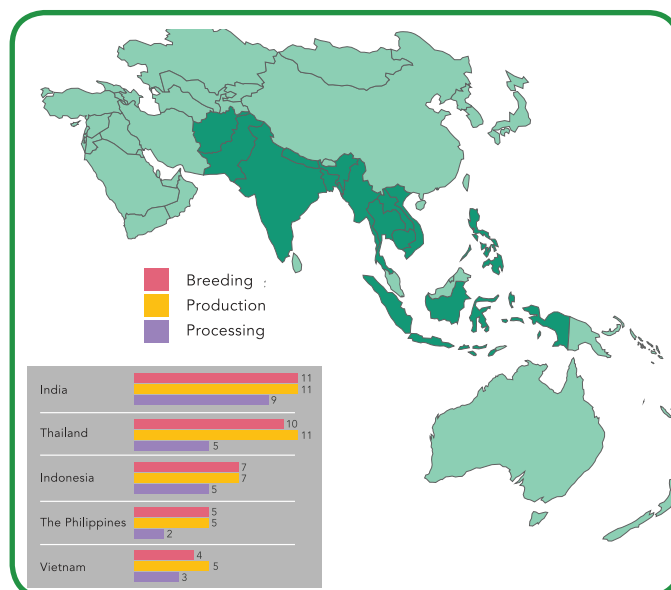 Breeding
Production
Processing
India
11
11
9
Thailand
10
11
5
Indonesia
7
7
5
The Philippines
5
5
2
Vietnam
4
5
3